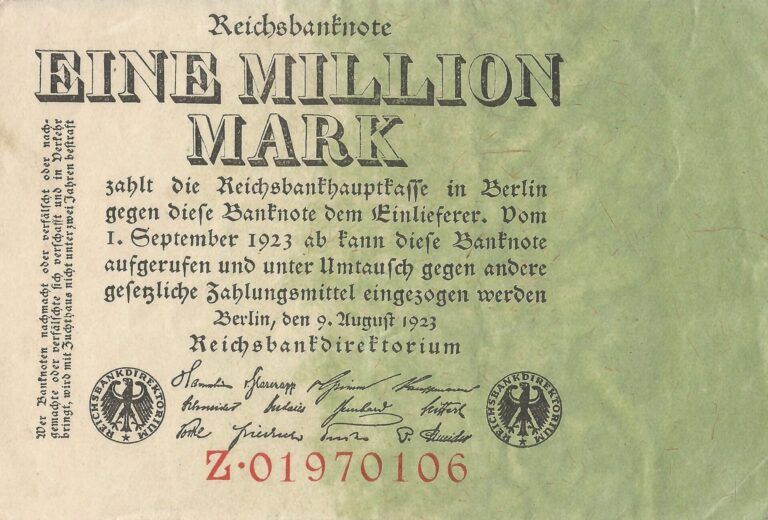 Reichsbanknote
EINE MILLION
MARK
zahlt die Reichsbankhauptkasse in Berlin
gegen diese Banknote dem Einlieferer. Vom
1. September 1923 ab kann diese Banknote
aufgerufen und unter Umtausch gegen andere
gesetzliche Zahlungsmittel eingezogen werden
Berlin, den 9. August 1923
Reichsbankdirektorium
Wer Banknoten nachmacht oder verfälscht oder nach-
gemachte oder verfälschte sich verschafft und in Verkehr
bringt, wird mit Zuchthaus nicht unter zwei Jahren bestraft
REICHSBANKDIREKTORIUM
REICHSBANKDIREKTORIUM
Z·01970106